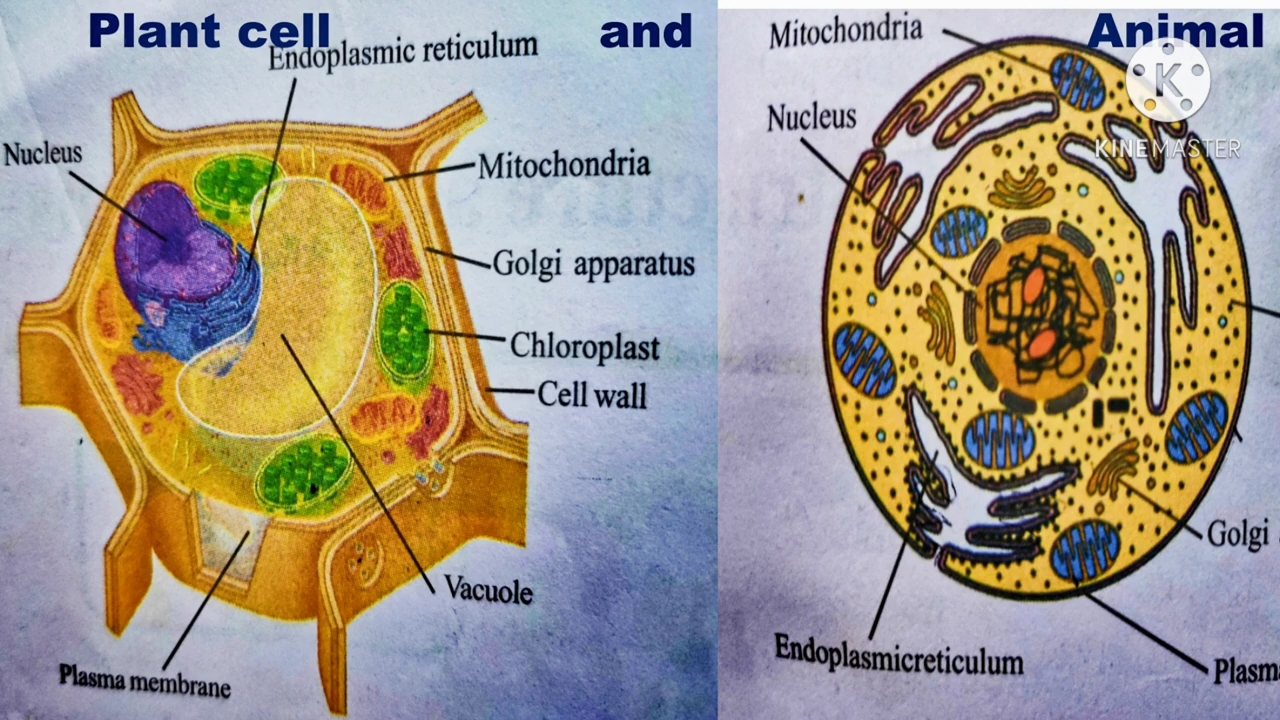 Plant cell and Animal
Endoplasmic reticulum
Nucleus
Mitochondria
Golgi apparatus
Chloroplast
Cell wall
Vacuole
Plasma membrane
Mitochondria
K
KINEMASTER
Nucleus
Golgi
Endoplasmicreticulum
Plasma